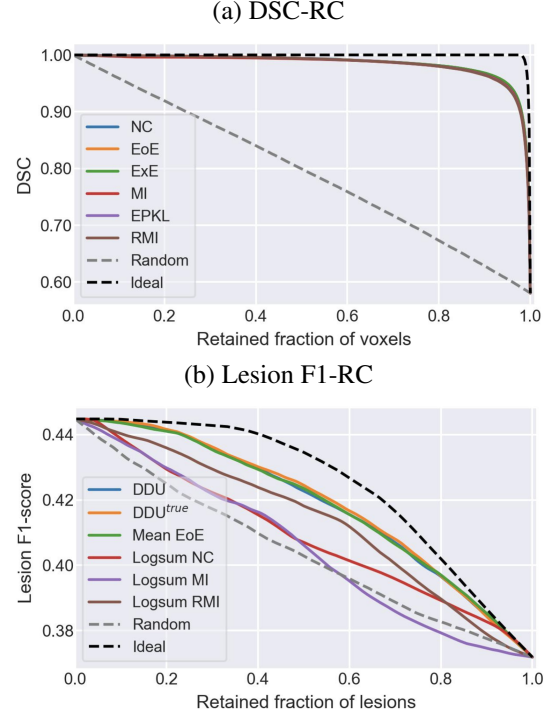 (a) DSC-RC
1.00
0.90
0.80
0.70
0.60
DSC
NC
EoE
ExE
MI
EPKL
RMI
Random
Ideal
0.0 0.2 0.4 0.6 0.8 1.0
Retained fraction of voxels
(b) Lesion F1-RC
0.44
0.42
0.40
0.38
Lesion F1-score
DDU
DDU^true
Mean EoE
Logsum NC
Logsum MI
Logsum RMI
Random
Ideal
0.0 0.2 0.4 0.6 0.8 1.0
Retained fraction of lesions